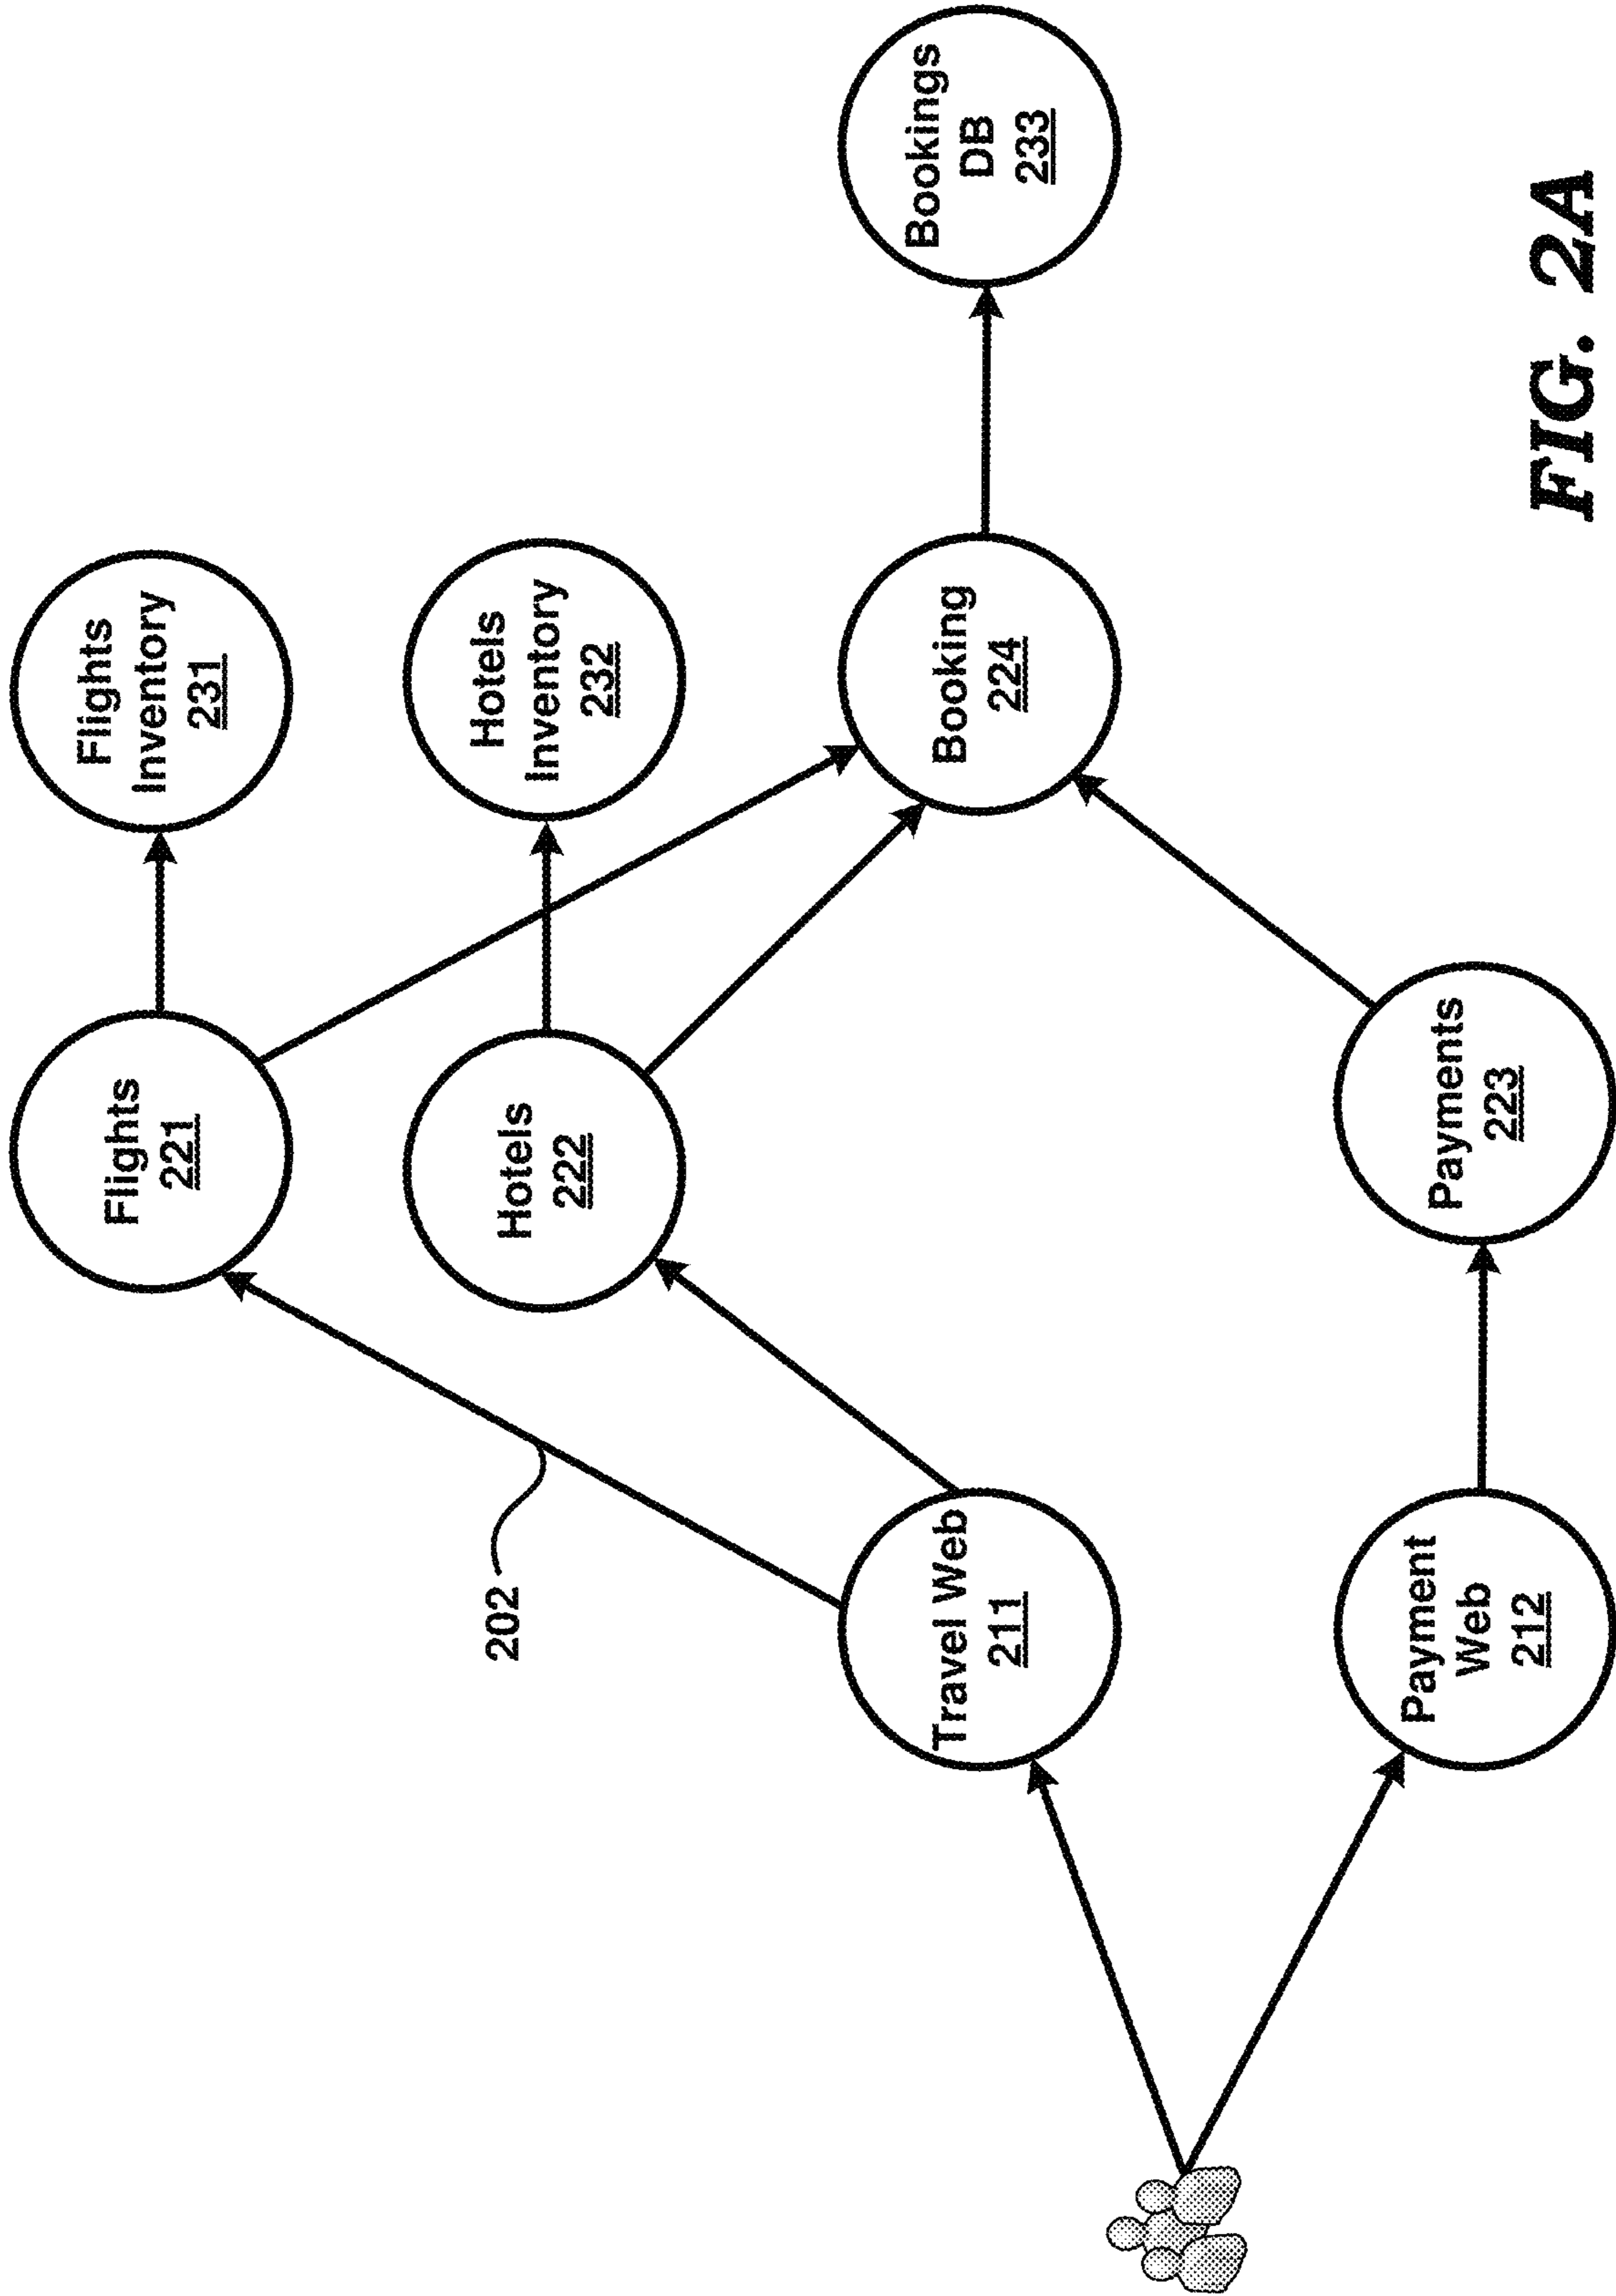 Flights
221
Flights
Inventory
231
Hotels
222
Hotels
Inventory
232
202
Travel Web
211
Booking
224
Bookings
DB
233
Payment
Web
212
Payments
223
FIG. 2A